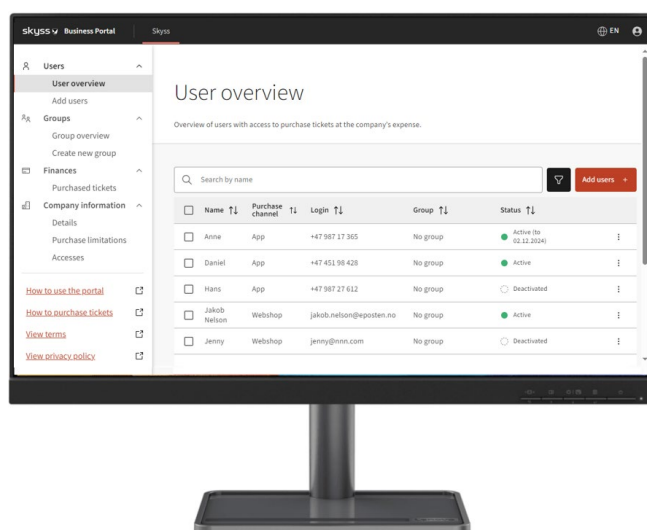 skyss Business Portal
Skyss
EN
Users
User overview
Add users
Groups
Group overview
Create new group
Finances
Purchased tickets
Company information
Details
Purchase limitations
Accesses
How to use the portal
How to purchase tickets
View terms
View privacy policy
User overview
Overview of users with access to purchase tickets at the company's expense.
Search by name
Add users +
Name ↑↓ Purchase channel ↑↓ Login ↑↓ Group ↑↓ Status ↑↓
Anne App +47 987 17 365 No group Active (to 02.12.2024)
Daniel App +47 451 98 428 No group Active
Hans App +47 987 27 612 No group Deactivated
Jakob Nelson Webshop jakob.nelson@eposten.no No group Active
Jenny Webshop jenny@nnn.com No group Deactivated